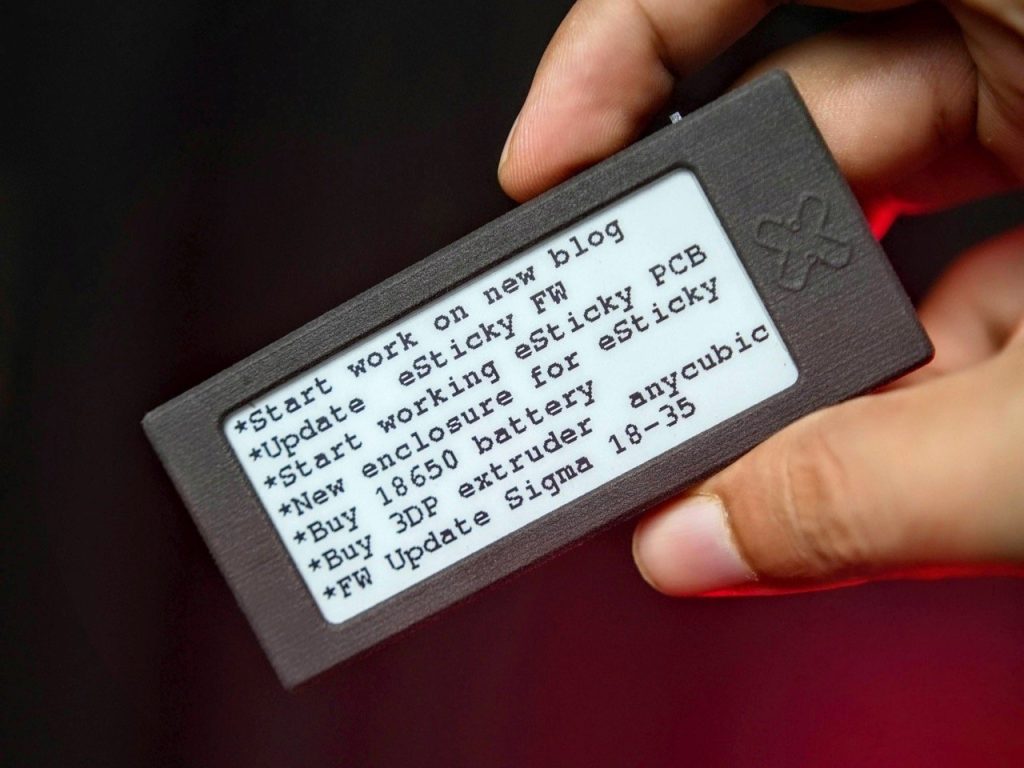 *Start work on new blog
*Update  eSticky FW
*Start working eSticky PCB
*New enclosure for eSticky
*Buy 18650 battery
*Buy 3DP extruder  anycubic
*FW Update Sigma 18-35